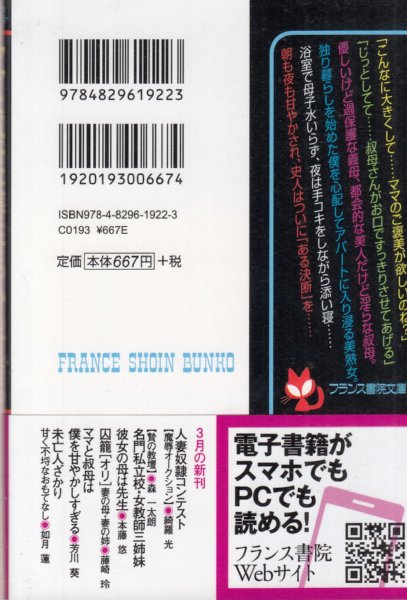 「こんなに大きくして……ママのご褒美が欲しいのね?」
「じっとしてて……叔母さんがお口ですっきりさせてあげる」
優しいけど過保護な義母、都会的な美人だけど淫らな叔母。
独り暮らしを始めた僕を心配してアパートに入り浸る美熟女。
浴室で母子水いらず、夜は手コキをしながら添い寝……
朝も夜も甘やかされ、史人はついに「ある決断」を……
フランス書院文庫
9784829619223
1920193006674
ISBN978-4-8296-1922-3
C0193 ¥667E
定価 本体667円 +税
FRANCE SHOIN BUNKO
電子書籍が
スマホでも
PCでも
読める!
フランス書院
Webサイト
3月の新刊
人妻奴隷コンテスト
【魔辱オークション】●綺羅 光
名門私立校・女教師三姉妹
【贄の教壇】●森 一太朗
彼女の母は先生●本藤 悠
囚籠【オリ】妻の母・妻の姉●藤崎 玲
ママと叔母は
僕を甘やかしすぎる●芳川 葵
未亡人さかり
甘く不埒なおもてなし●如月 蓮